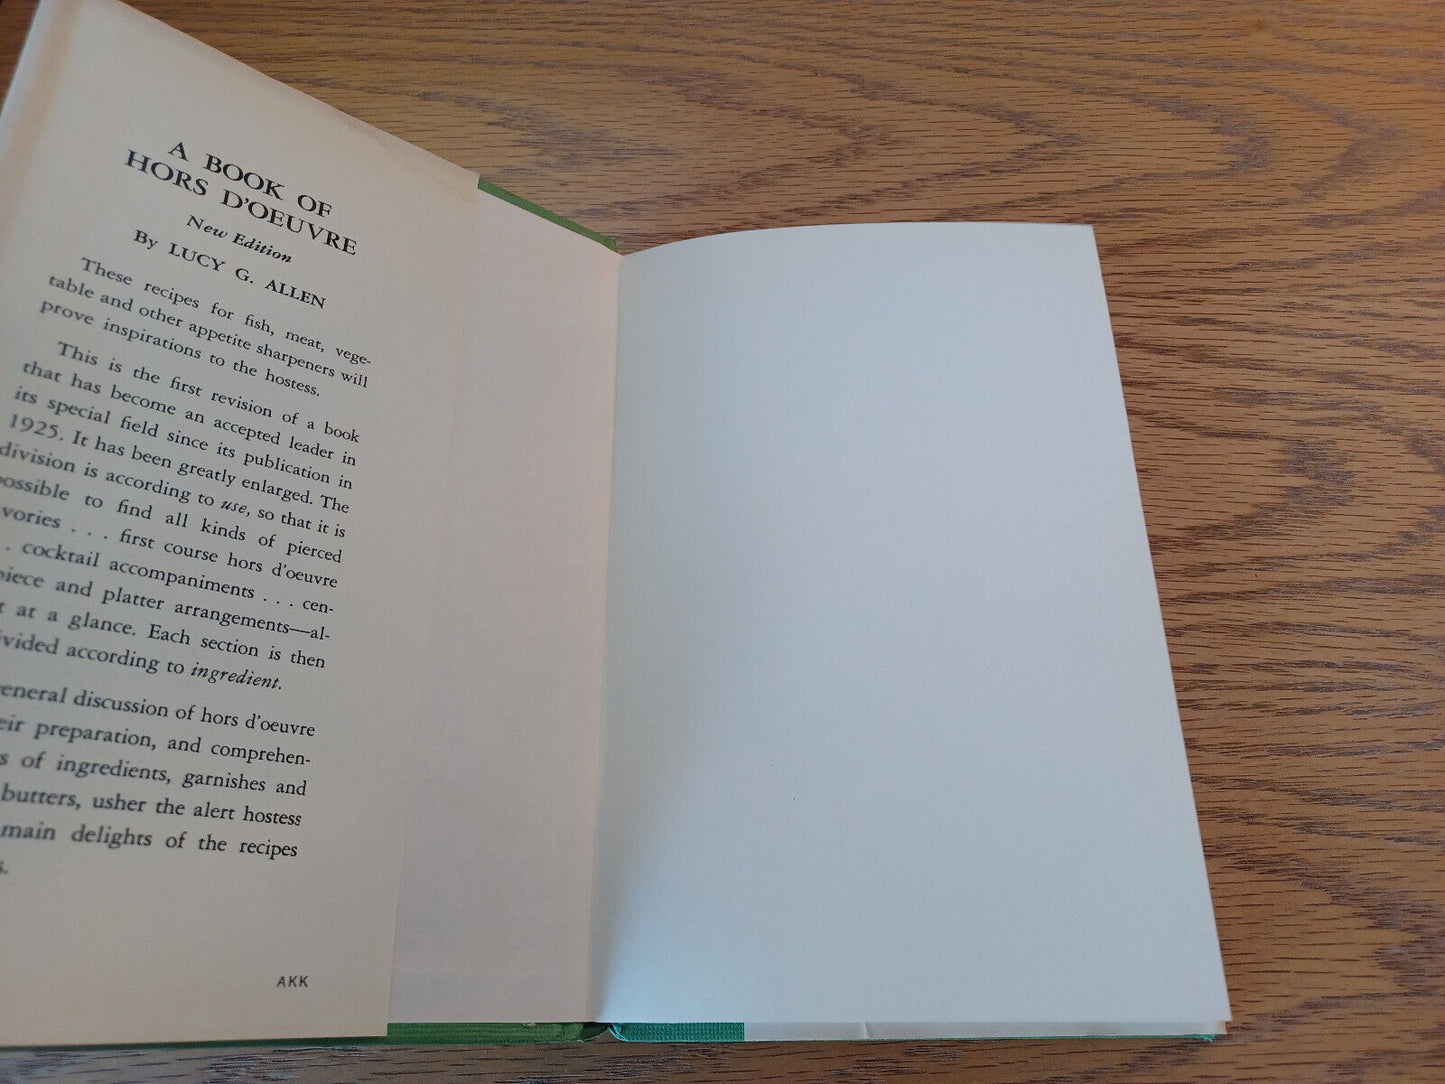 A BOOK OF
HORS D'OEUVRE
New Edition
By LUCY G. ALLEN
These recipes for fish, meat, vege-
table and other appetite sharpeners will
prove inspirations to the hostess.
This is the first revision of a book
that has become an accepted leader in
its special field since its publication in
1925. It has been greatly enlarged. The
division is according to use, so that it is
possible to find all kinds of pierced
vories . . . first course hors d'oeuvre
. . cocktail accompaniments . . . cen-
piece and platter arrangements—al-
t at a glance. Each section is then
vided according to ingredient.
eneral discussion of hors d'oeuvre
eir preparation, and comprehen-
s of ingredients, garnishes and
butters, usher the alert hostess
main delights of the recipes
s.
AKK